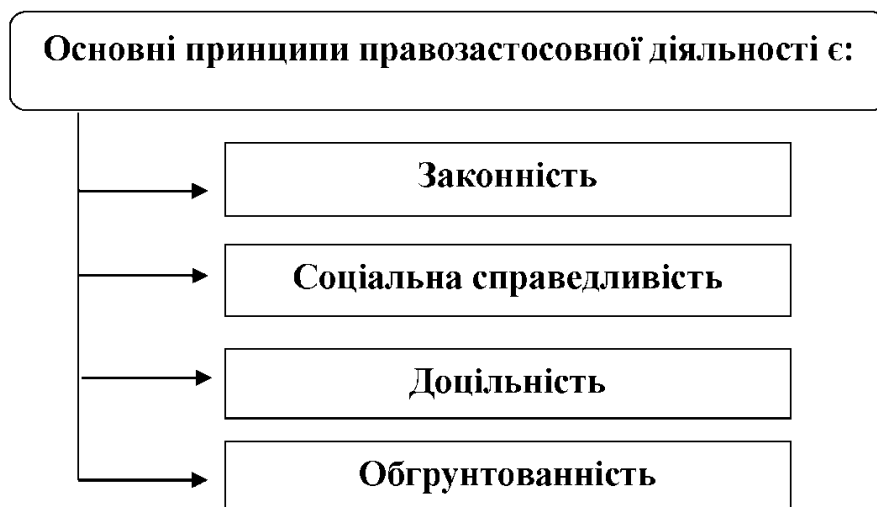 Основні принципи правозастосовної діяльності є:
Законність
Соціальна справедливість
Доцільність
Обгрунтованність